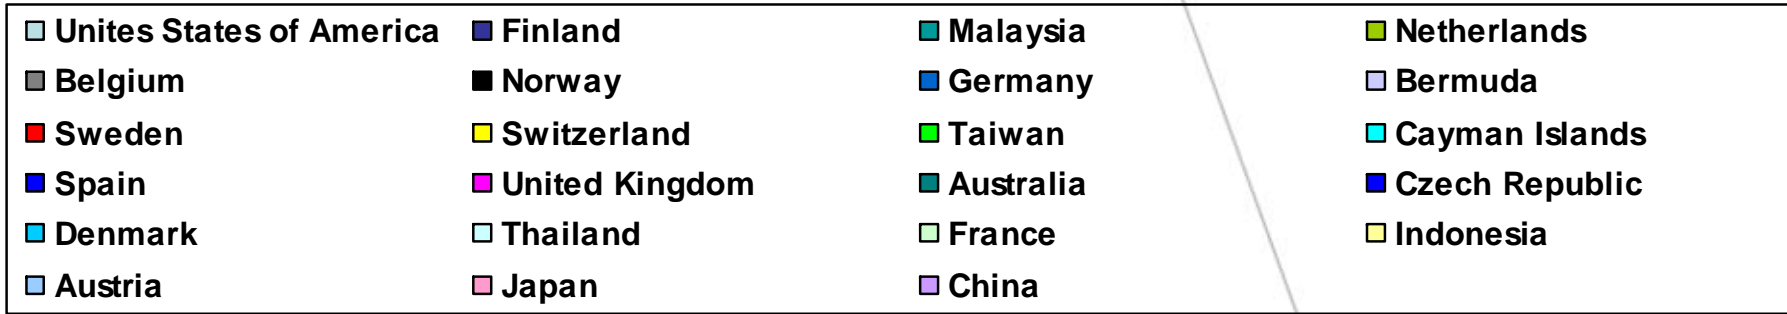 Unites States of America Finland Malaysia Netherlands
Belgium Norway Germany Bermuda
Sweden Switzerland Taiwan Cayman Islands
Spain United Kingdom Australia Czech Republic
Denmark Thailand France Indonesia
Austria Japan China